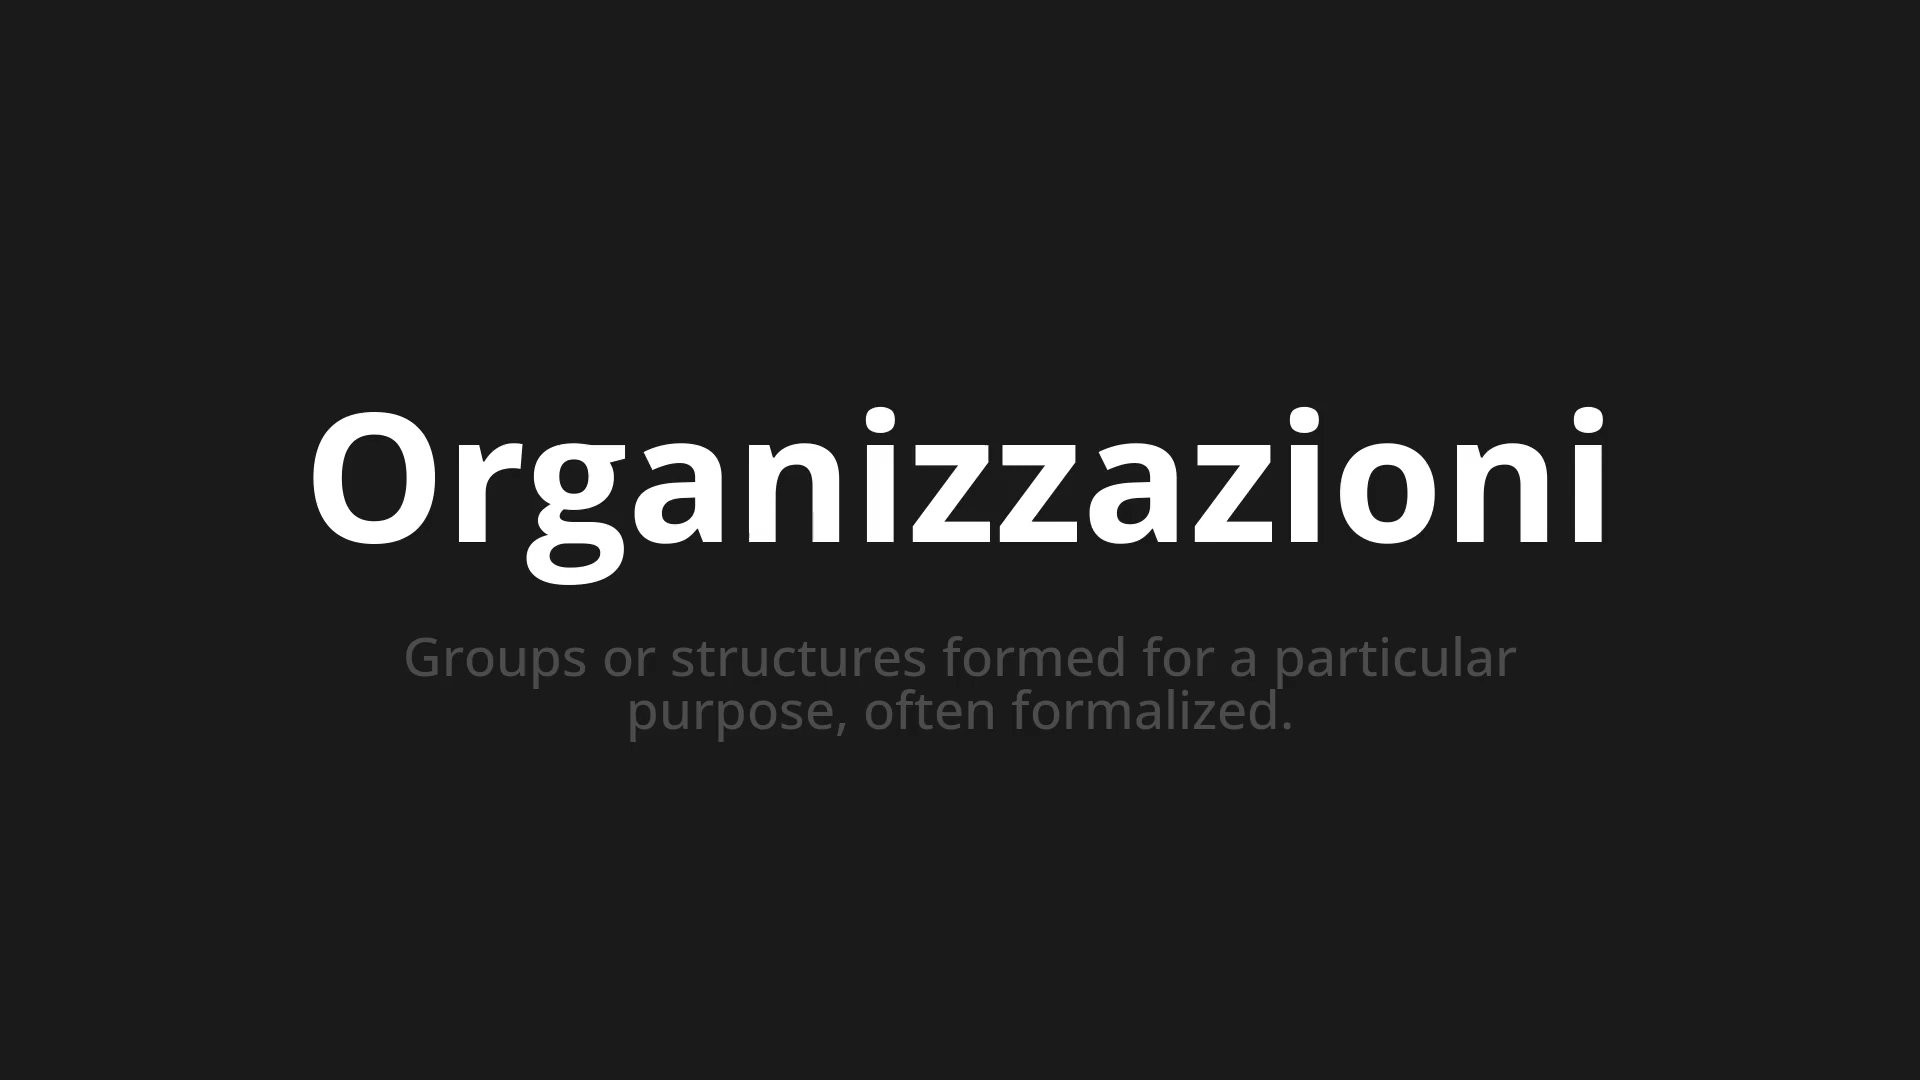 Organizzazioni
Groups or structures formed for a particular
purpose, often formalized.